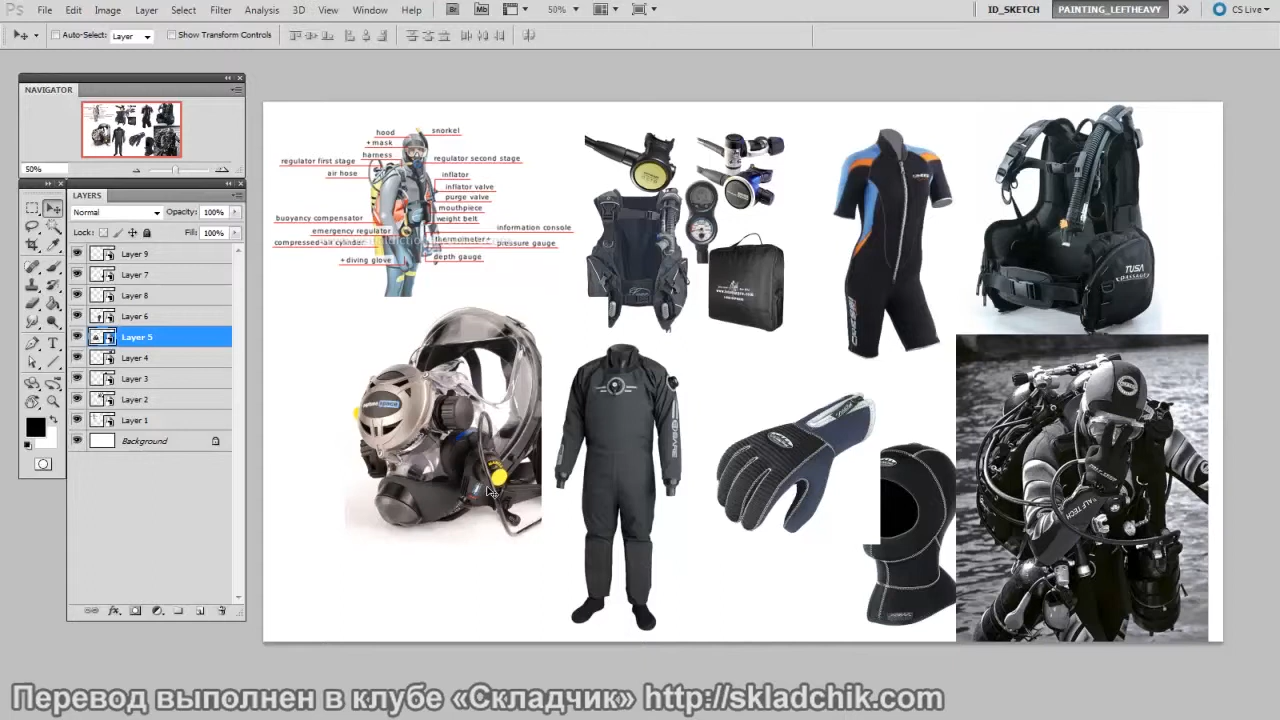 Ps File Edit Image Layer Select Filter Analysis 3D View Window Help Br Mb 50% ID_SKETCH PAINTING_LEFTHEAVY CS Live
Auto-Select: Layer Show Transform Controls
NAVIGATOR
50%
LAYERS
Normal Opacity: 100%
Lock: Fill: 100%
Layer 9
Layer 7
Layer 8
Layer 6
Layer 5
Layer 4
Layer 3
Layer 2
Layer 1
Background
hood
snorkel
+ mask
harness
regulator first stage
regulator second stage
air hose
inflator
inflator valve
purge valve
mouthpiece
buoyancy compensator
weight belt
emergency regulator
information console
compressed-air cylinder
thermometer+
pressure gauge
+ diving glove
depth gauge
TUSA
BARE
Перевод выполнен в клубе «Складчик» http://skladchik.com